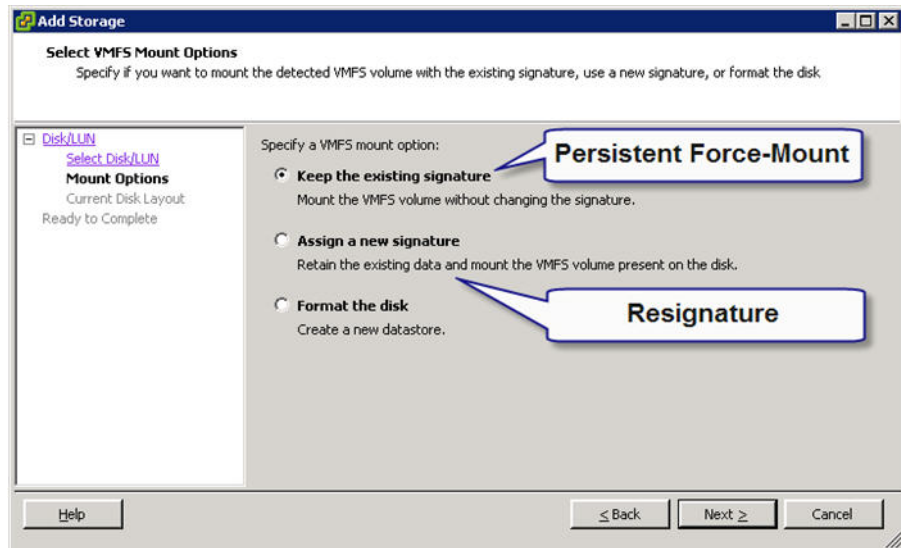 Add Storage
Select VMFS Mount Options
Specify if you want to mount the detected VMFS volume with the existing signature, use a new signature, or format the disk
Disk/LUN
Select Disk/LUN
Mount Options
Current Disk Layout
Ready to Complete
Specify a VMFS mount option:
Persistent Force-Mount
Keep the existing signature
Mount the VMFS volume without changing the signature.
Assign a new signature
Retain the existing data and mount the VMFS volume present on the disk.
Resignature
Format the disk
Create a new datastore.
Help
≤ Back
Next ≥
Cancel